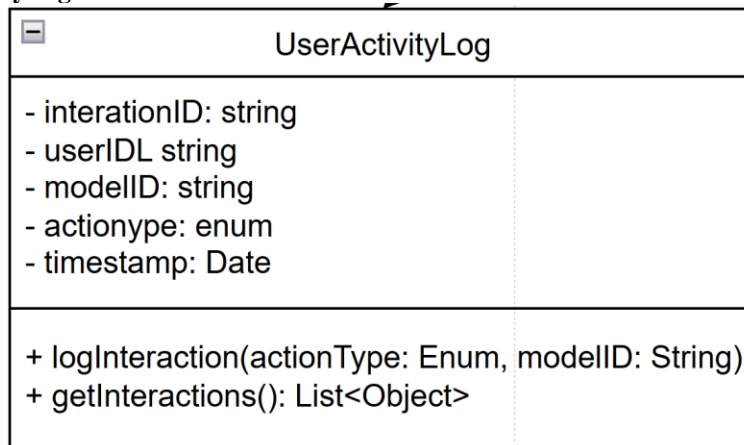 UserActivityLog
- interationID: string
- userIDL string
- modelID: string
- actionype: enum
- timestamp: Date
+ logInteraction(actionType: Enum, modelID: String)
+ getInteractions(): List<Object>